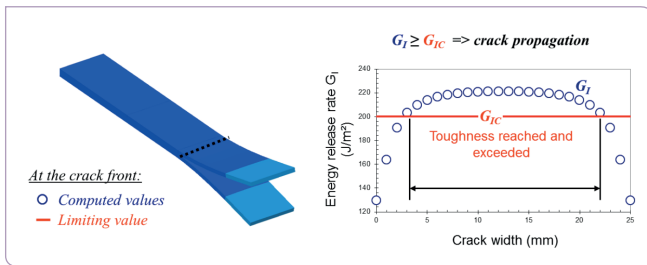 G_I ≥ G_IC => crack propagation
At the crack front:
Computed values
Limiting value
Energy release rate G_I
(J/m²)
240
220
200
180
160
140
120
G_I
G_IC
Toughness reached and
exceeded
0 5 10 15 20 25
Crack width (mm)